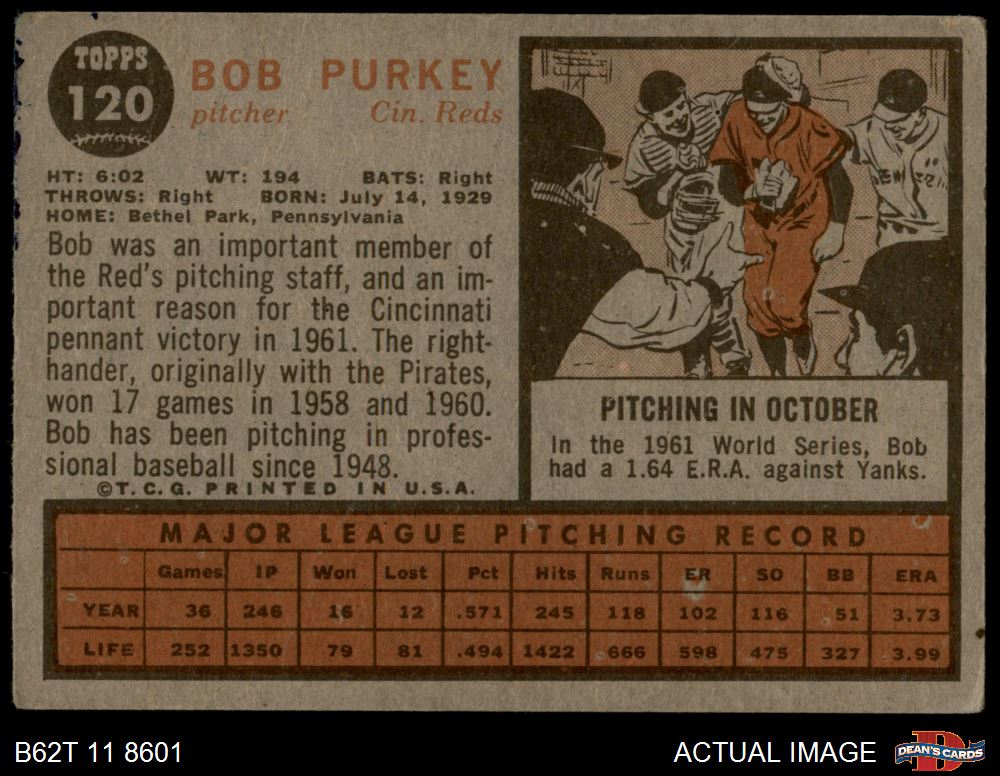 TOPPS
120
BOB PURKEY
pitcher Cin. Reds
HT: 6:02 WT: 194 BATS: Right
THROWS: Right BORN: July 14, 1929
HOME: Bethel Park, Pennsylvania
Bob was an important member of
the Red's pitching staff, and an im-
portant reason for the Cincinnati
pennant victory in 1961. The right-
hander, originally with the Pirates,
won 17 games in 1958 and 1960.
Bob has been pitching in profes-
sional baseball since 1948.
©T. C. G. PRINTED IN U.S.A.
PITCHING IN OCTOBER
In the 1961 World Series, Bob
had a 1.64 E.R.A. against Yanks.
MAJOR LEAGUE PITCHING RECORD
Games IP Won Lost Pct Hits Runs ER SO BB ERA
YEAR 36 246 16 12 .571 245 118 102 116 51 3.73
LIFE 252 1350 79 81 .494 1422 666 598 475 327 3.99
B62T 11 8601 ACTUAL IMAGE DEAN'S CARDS